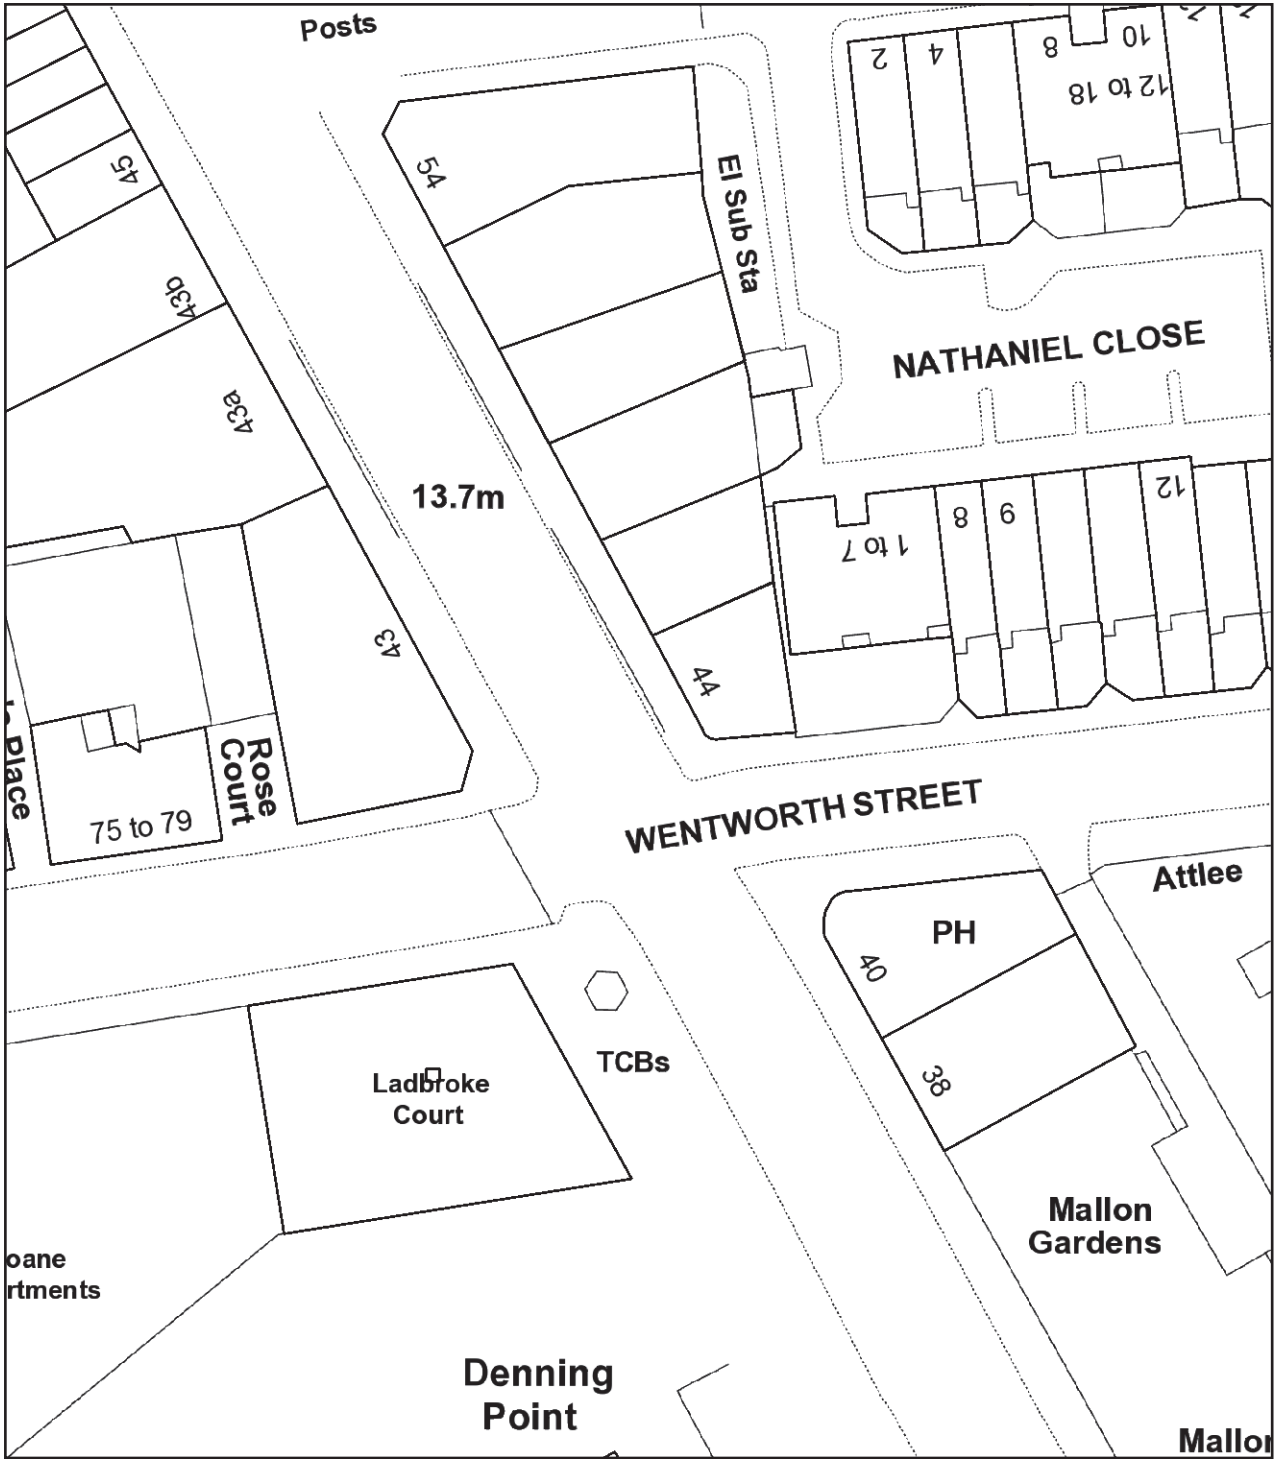 Posts
2
4
8
10
12 to 18
45
54
El Sub Sta
43b
NATHANIEL CLOSE
43a
13.7m
12
8
9
1 to 7
43
44
Place
Rose
Court
75 to 79
WENTWORTH STREET
Attlee
PH
40
TCBs
38
Ladbroke
Court
Mallon
Gardens
oane
rtments
Denning
Point
Mallon